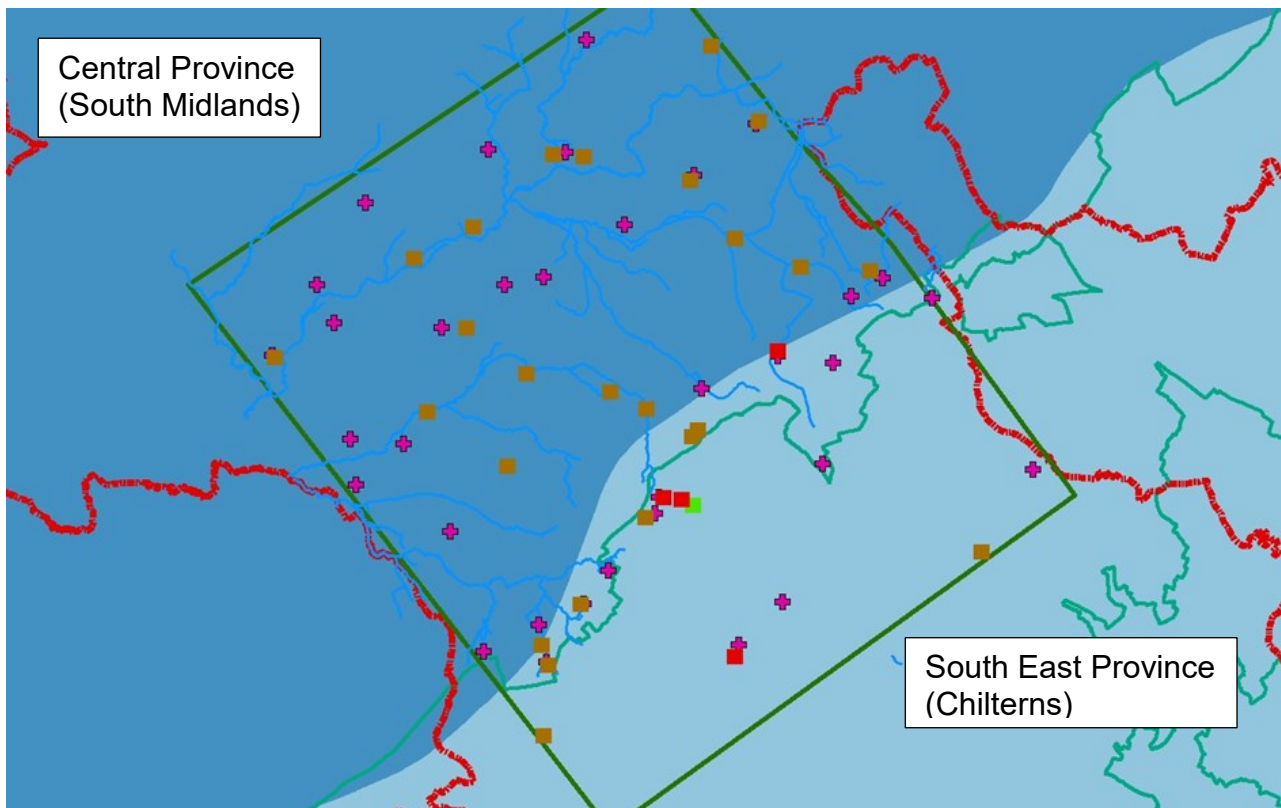 Central Province
(South Midlands)
South East Province
(Chilterns)